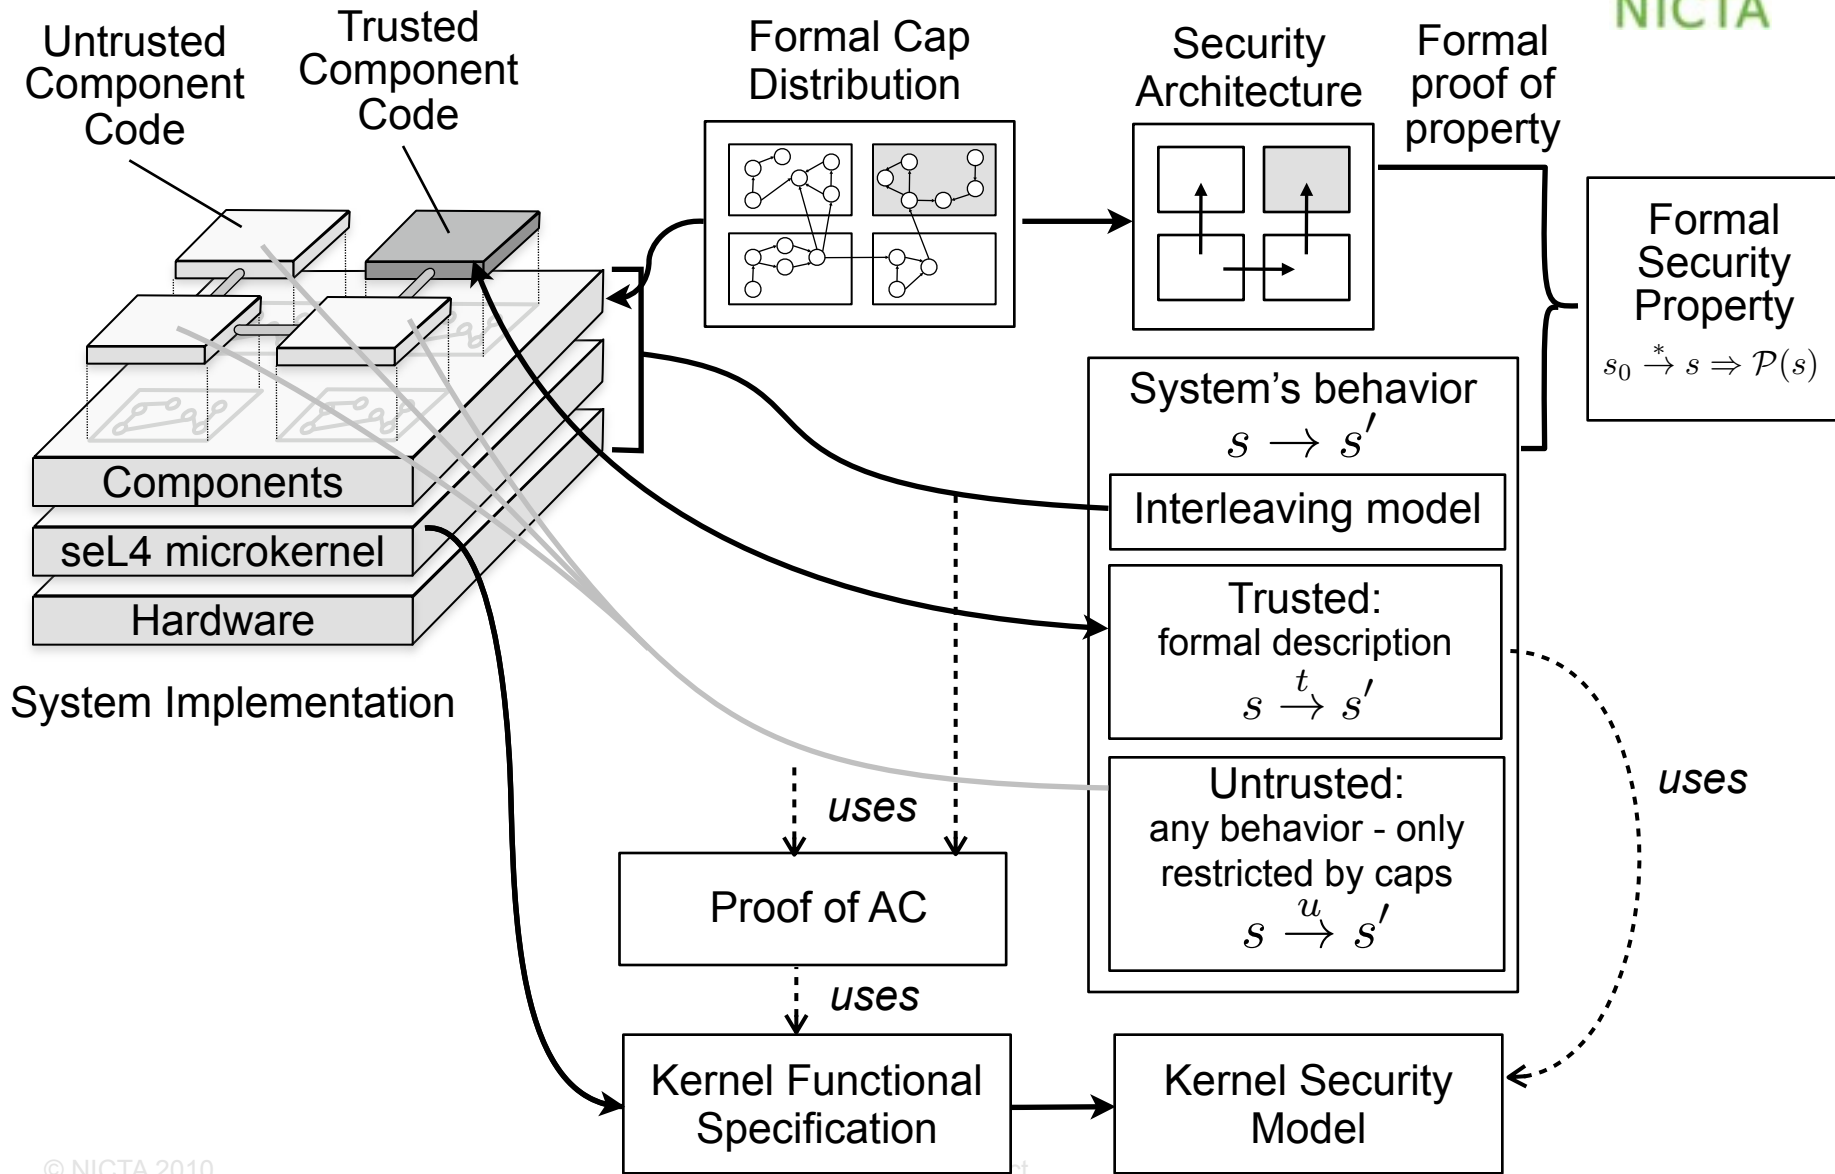 NICTA
Untrusted
Component
Code
Trusted
Component
Code
Formal Cap
Distribution
Security
Architecture
Formal
proof of
property
Formal
Security
Property
s₀ →* s ⇒ 𝒫(s)
System's behavior
s → s′
Interleaving model
Trusted:
formal description
s →ᵗ s′
Untrusted:
any behavior - only
restricted by caps
s →ᵘ s′
Components
seL4 microkernel
Hardware
System Implementation
uses
uses
Proof of AC
uses
Kernel Functional
Specification
Kernel Security
Model
© NICTA 2010